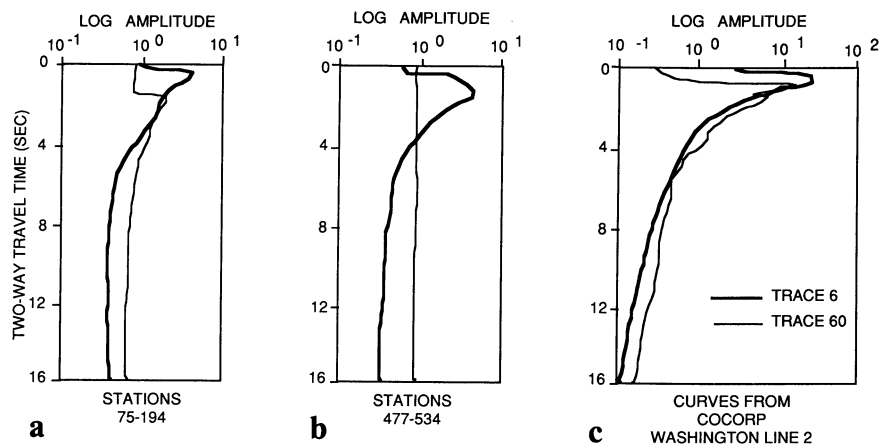 LOG AMPLITUDE
10 -1 10 0 10 1
0
4
8
12
16
TWO-WAY TRAVEL TIME (SEC)
STATIONS
75-194
a
LOG AMPLITUDE
10 -1 10 0 10 1
0
4
8
12
16
STATIONS
477-534
b
LOG AMPLITUDE
10 -1 10 0 10 1 10 2
0
4
8
12
16
TRACE 6
TRACE 60
CURVES FROM
COCORP
WASHINGTON LINE 2
c